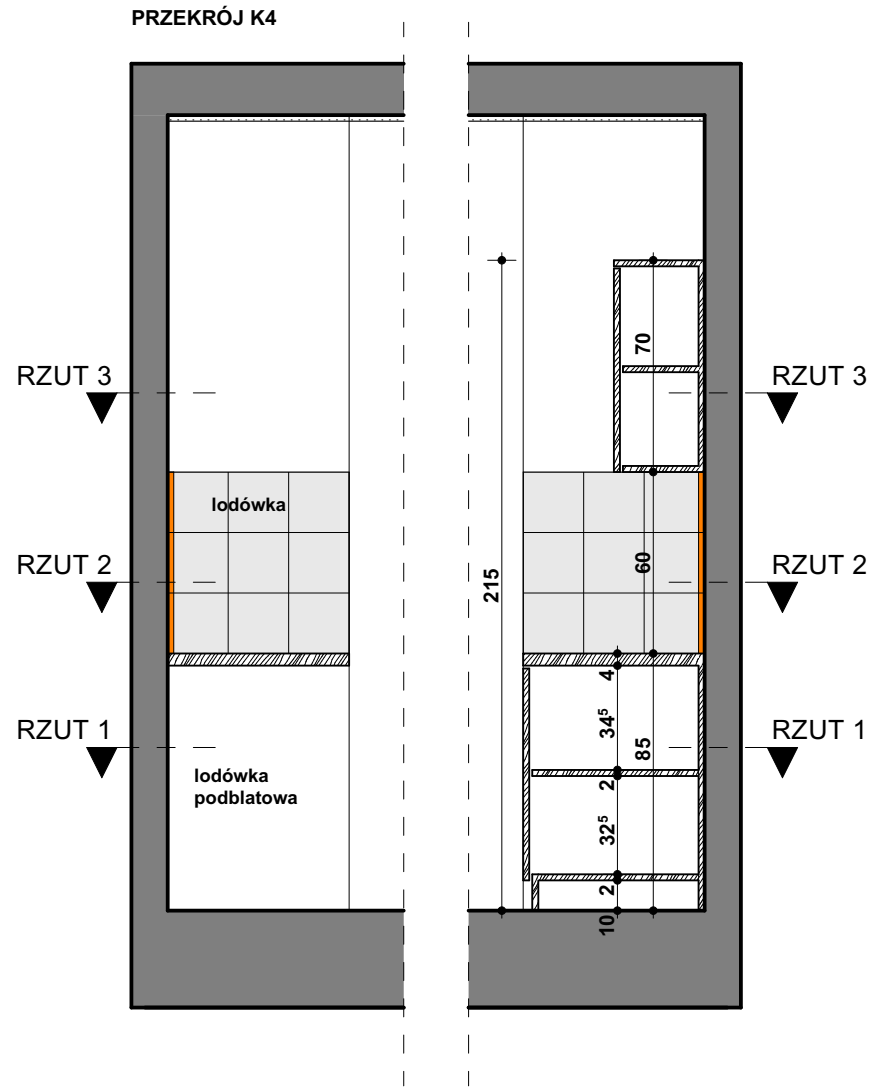 PRZEKRÓJ K4
70
RZUT 3
RZUT 3
lodówka
RZUT 2
60
RZUT 2
215
4
34⁵
RZUT 1
85
RZUT 1
lodówka
podblatowa
2
32⁵
2
10